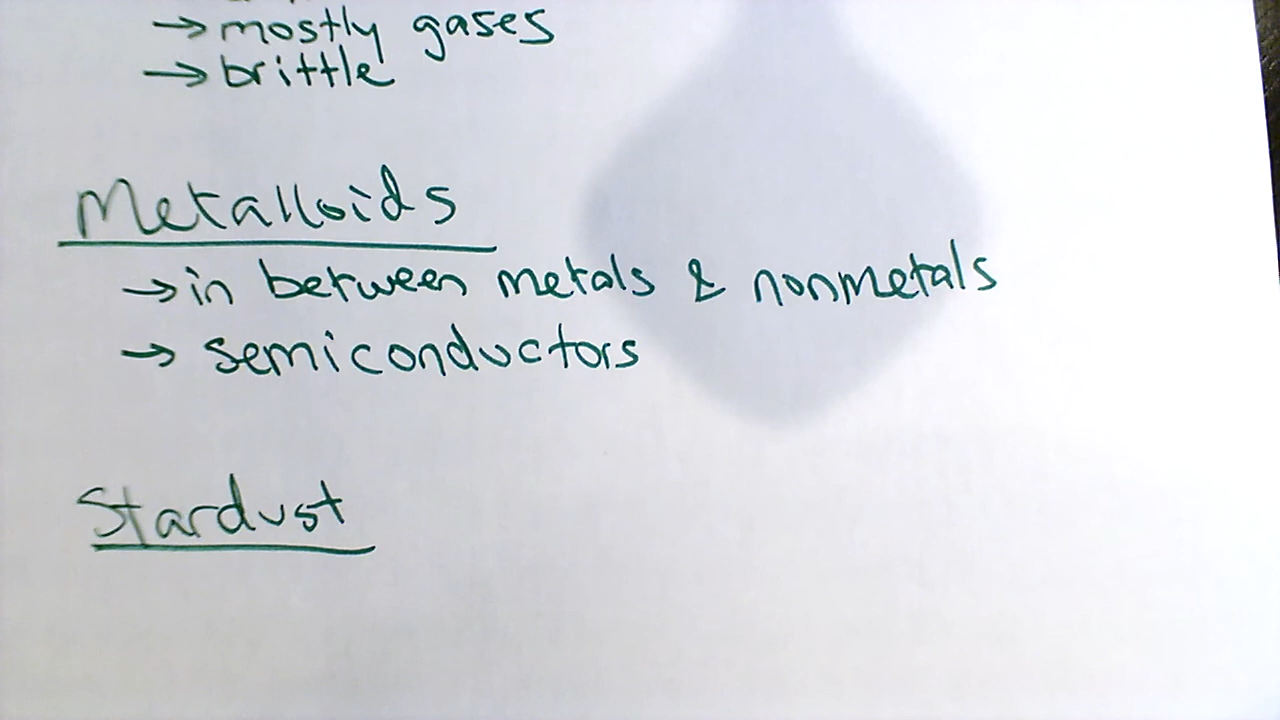 → mostly gases
→ brittle
Metalloids
→ in between metals & nonmetals
→ semiconductors
Stardust